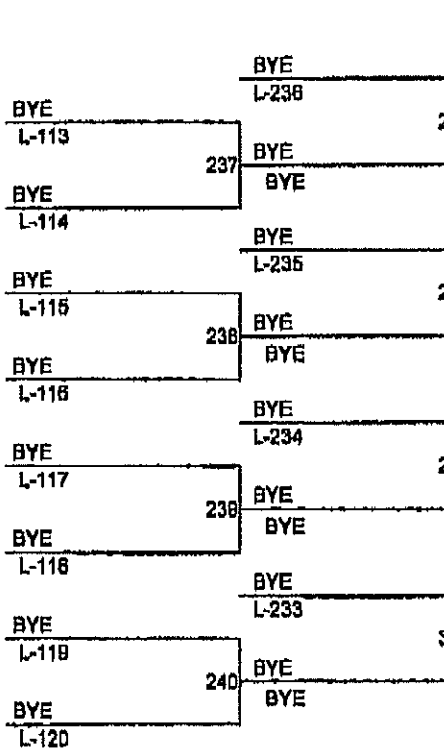 BYE
L-113
BYE
L-114
BYE
L-115
BYE
L-116
BYE
L-117
BYE
L-118
BYE
L-119
BYE
L-120
237
238
239
240
BYE
L-236
BYE
BYE
BYE
L-235
BYE
BYE
BYE
L-234
BYE
BYE
BYE
L-233
BYE
BYE